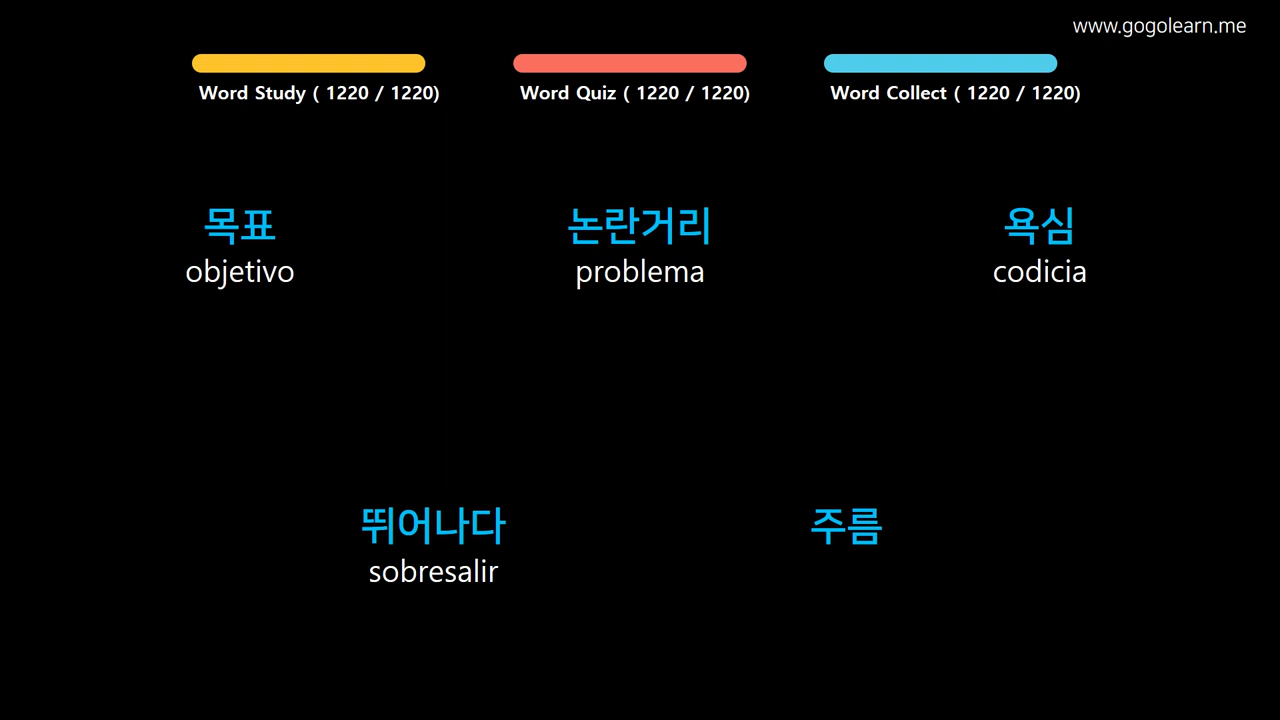 www.gogolearn.me
Word Study ( 1220 / 1220)
Word Quiz ( 1220 / 1220)
Word Collect ( 1220 / 1220)
목표
objetivo
논란거리
problema
욕심
codicia
뛰어나다
sobresalir
주름